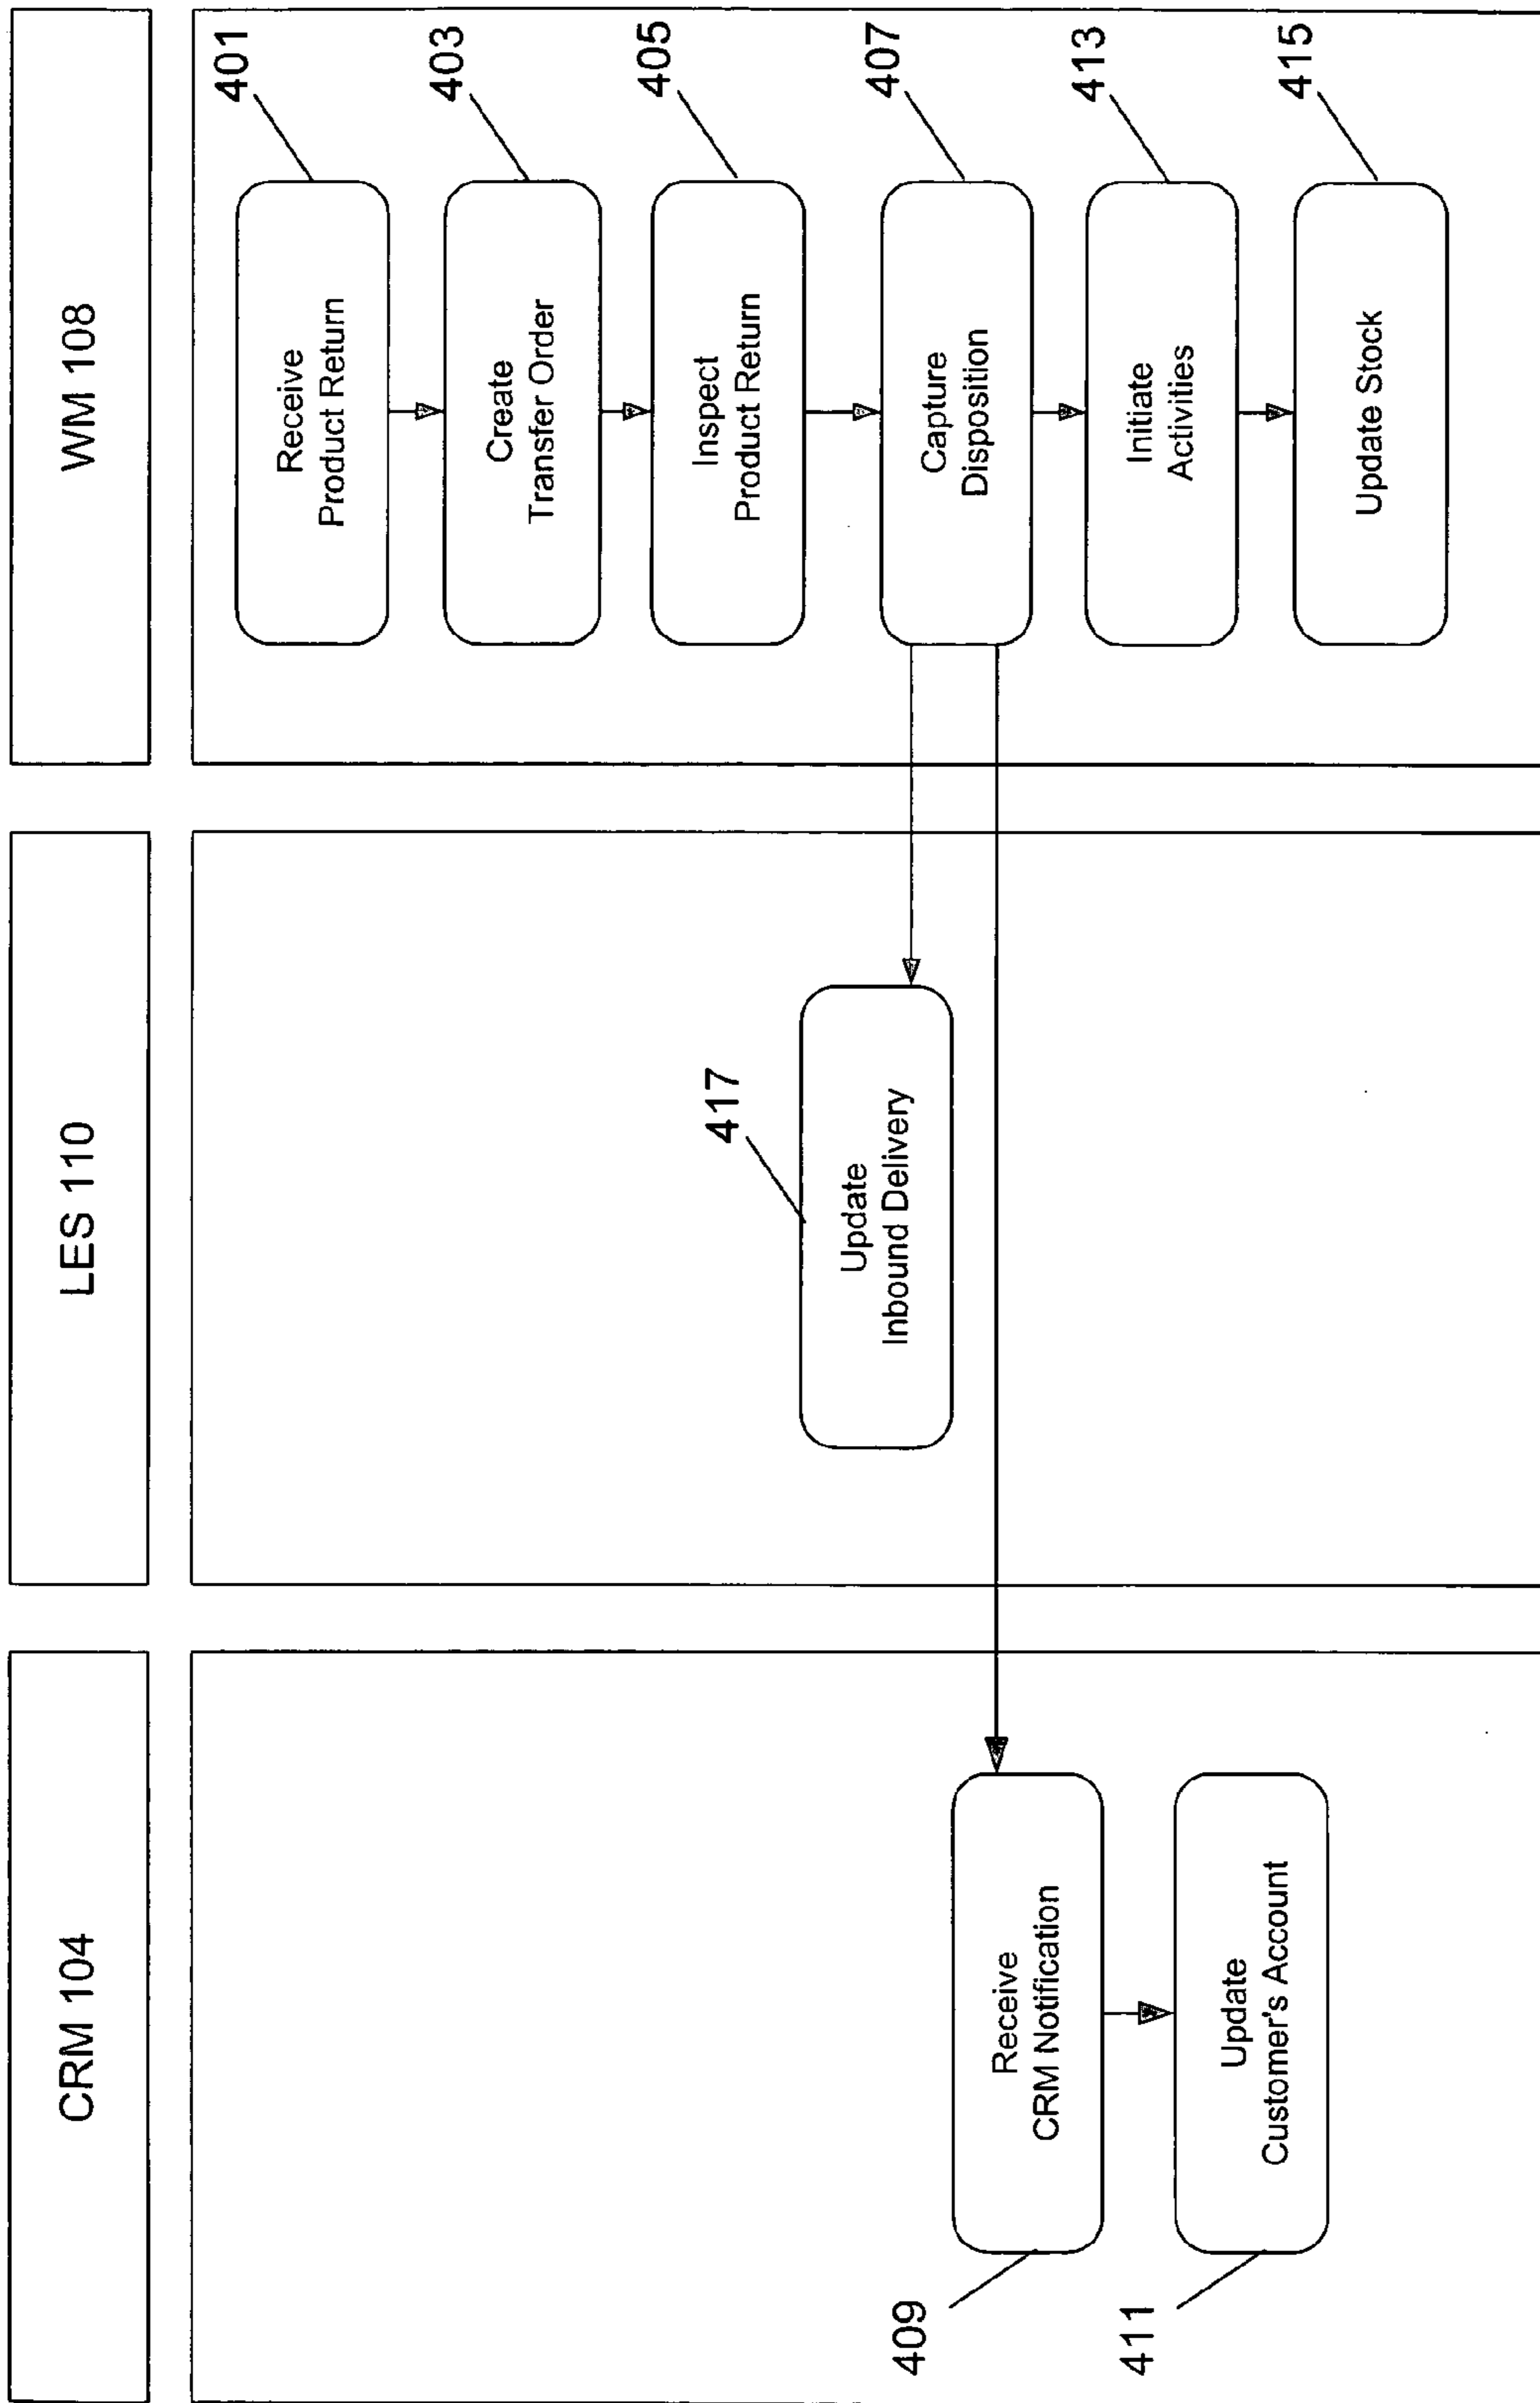 CRM 104
LES 110
WM 108
Receive
Product Return
401
Create
Transfer Order
403
Inspect
Product Return
405
Update
Inbound Delivery
417
Capture
Disposition
407
Receive
CRM Notification
409
Initiate
Activities
413
Update
Customer's Account
411
Update Stock
415